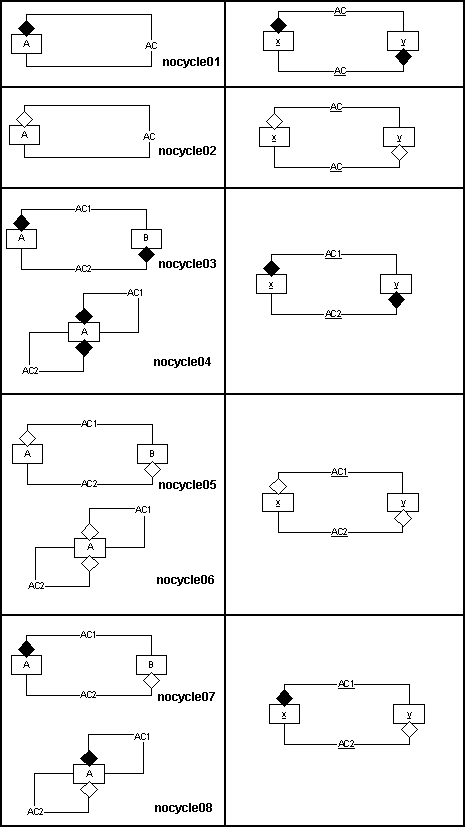 A
AC
nocycle01
AC
x y
AC
A
AC
nocycle02
AC
x y
AC
AC1
A B
AC2
nocycle03
AC1
A
AC2
nocycle04
AC1
x y
AC2
AC1
A B
AC2
nocycle05
AC1
A
AC2
nocycle06
AC1
x y
AC2
AC1
A B
AC2
nocycle07
AC1
A
AC2
nocycle08
AC1
x y
AC2